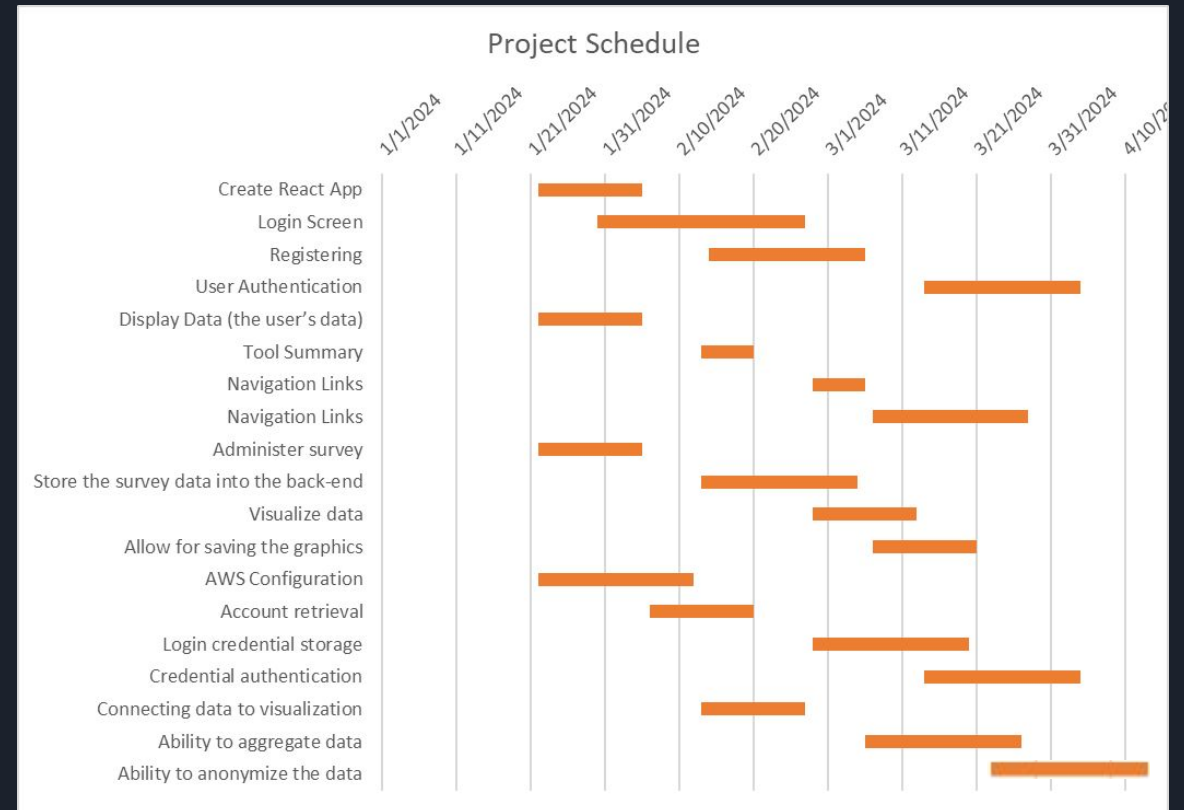 Project Schedule
1/1/2024
1/11/2024
1/21/2024
1/31/2024
2/10/2024
2/20/2024
3/1/2024
3/11/2024
3/21/2024
3/31/2024
4/10/2
Create React App
Login Screen
Registering
User Authentication
Display Data (the user’s data)
Tool Summary
Navigation Links
Navigation Links
Administer survey
Store the survey data into the back-end
Visualize data
Allow for saving the graphics
AWS Configuration
Account retrieval
Login credential storage
Credential authentication
Connecting data to visualization
Ability to aggregate data
Ability to anonymize the data